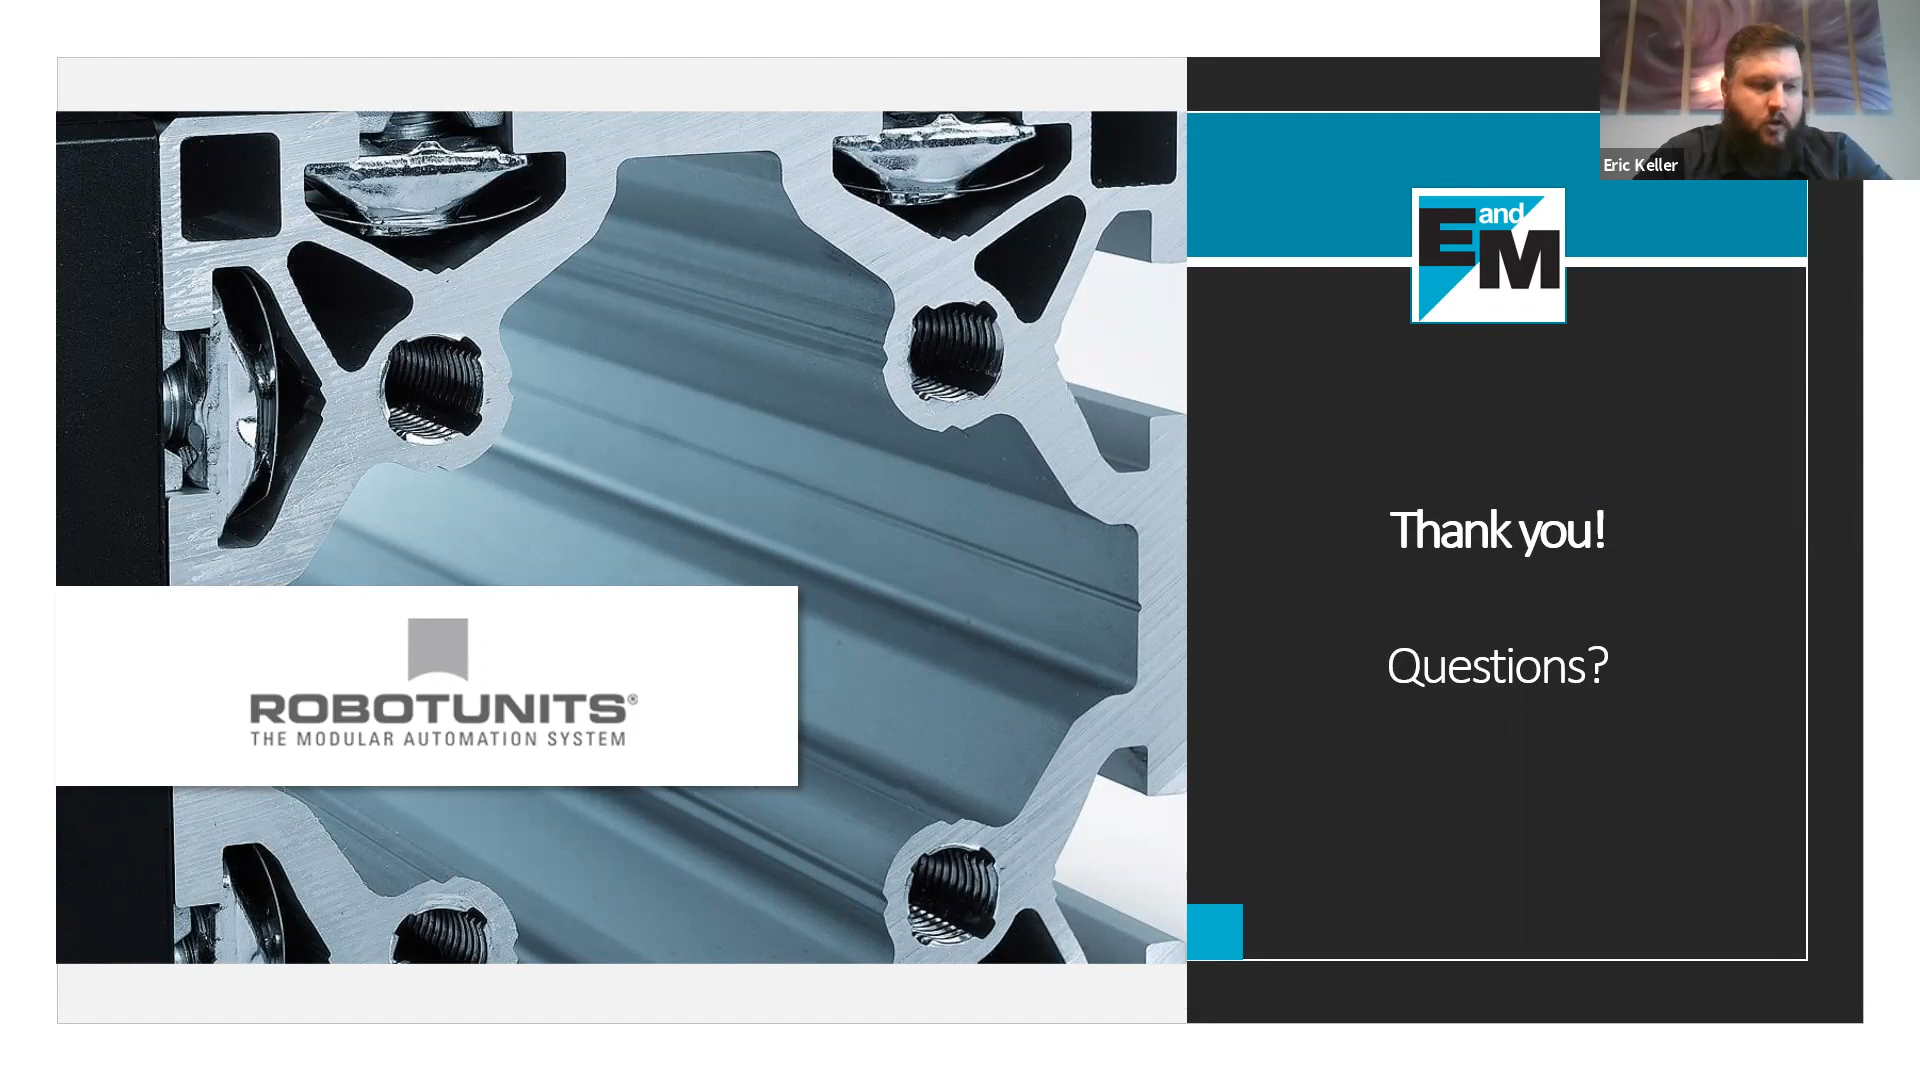 Eric Keller
E and M
Thank you!
Questions?
ROBOTUNITS®
THE MODULAR AUTOMATION SYSTEM